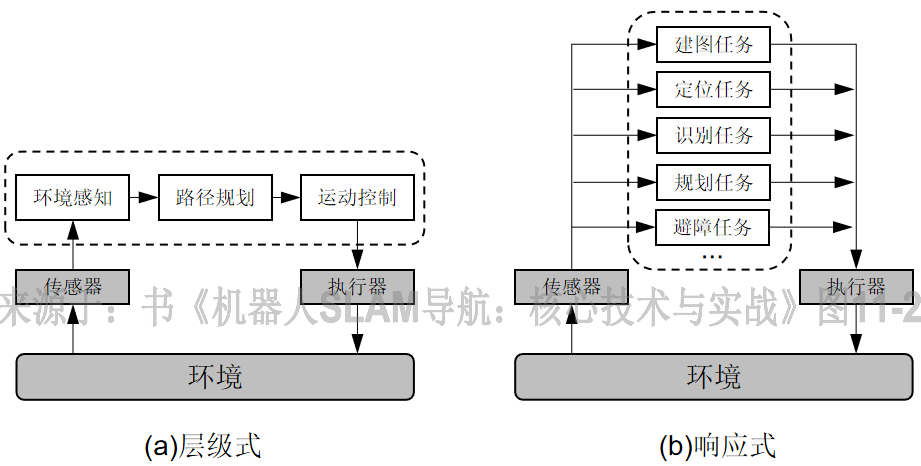 建图任务
定位任务
识别任务
规划任务
避障任务
...
环境感知
路径规划
运动控制
传感器
执行器
传感器
执行器
来源于：书《机器人SLAM导航：核心技术与实战》图11-2
环境
环境
(a)层级式
(b)响应式